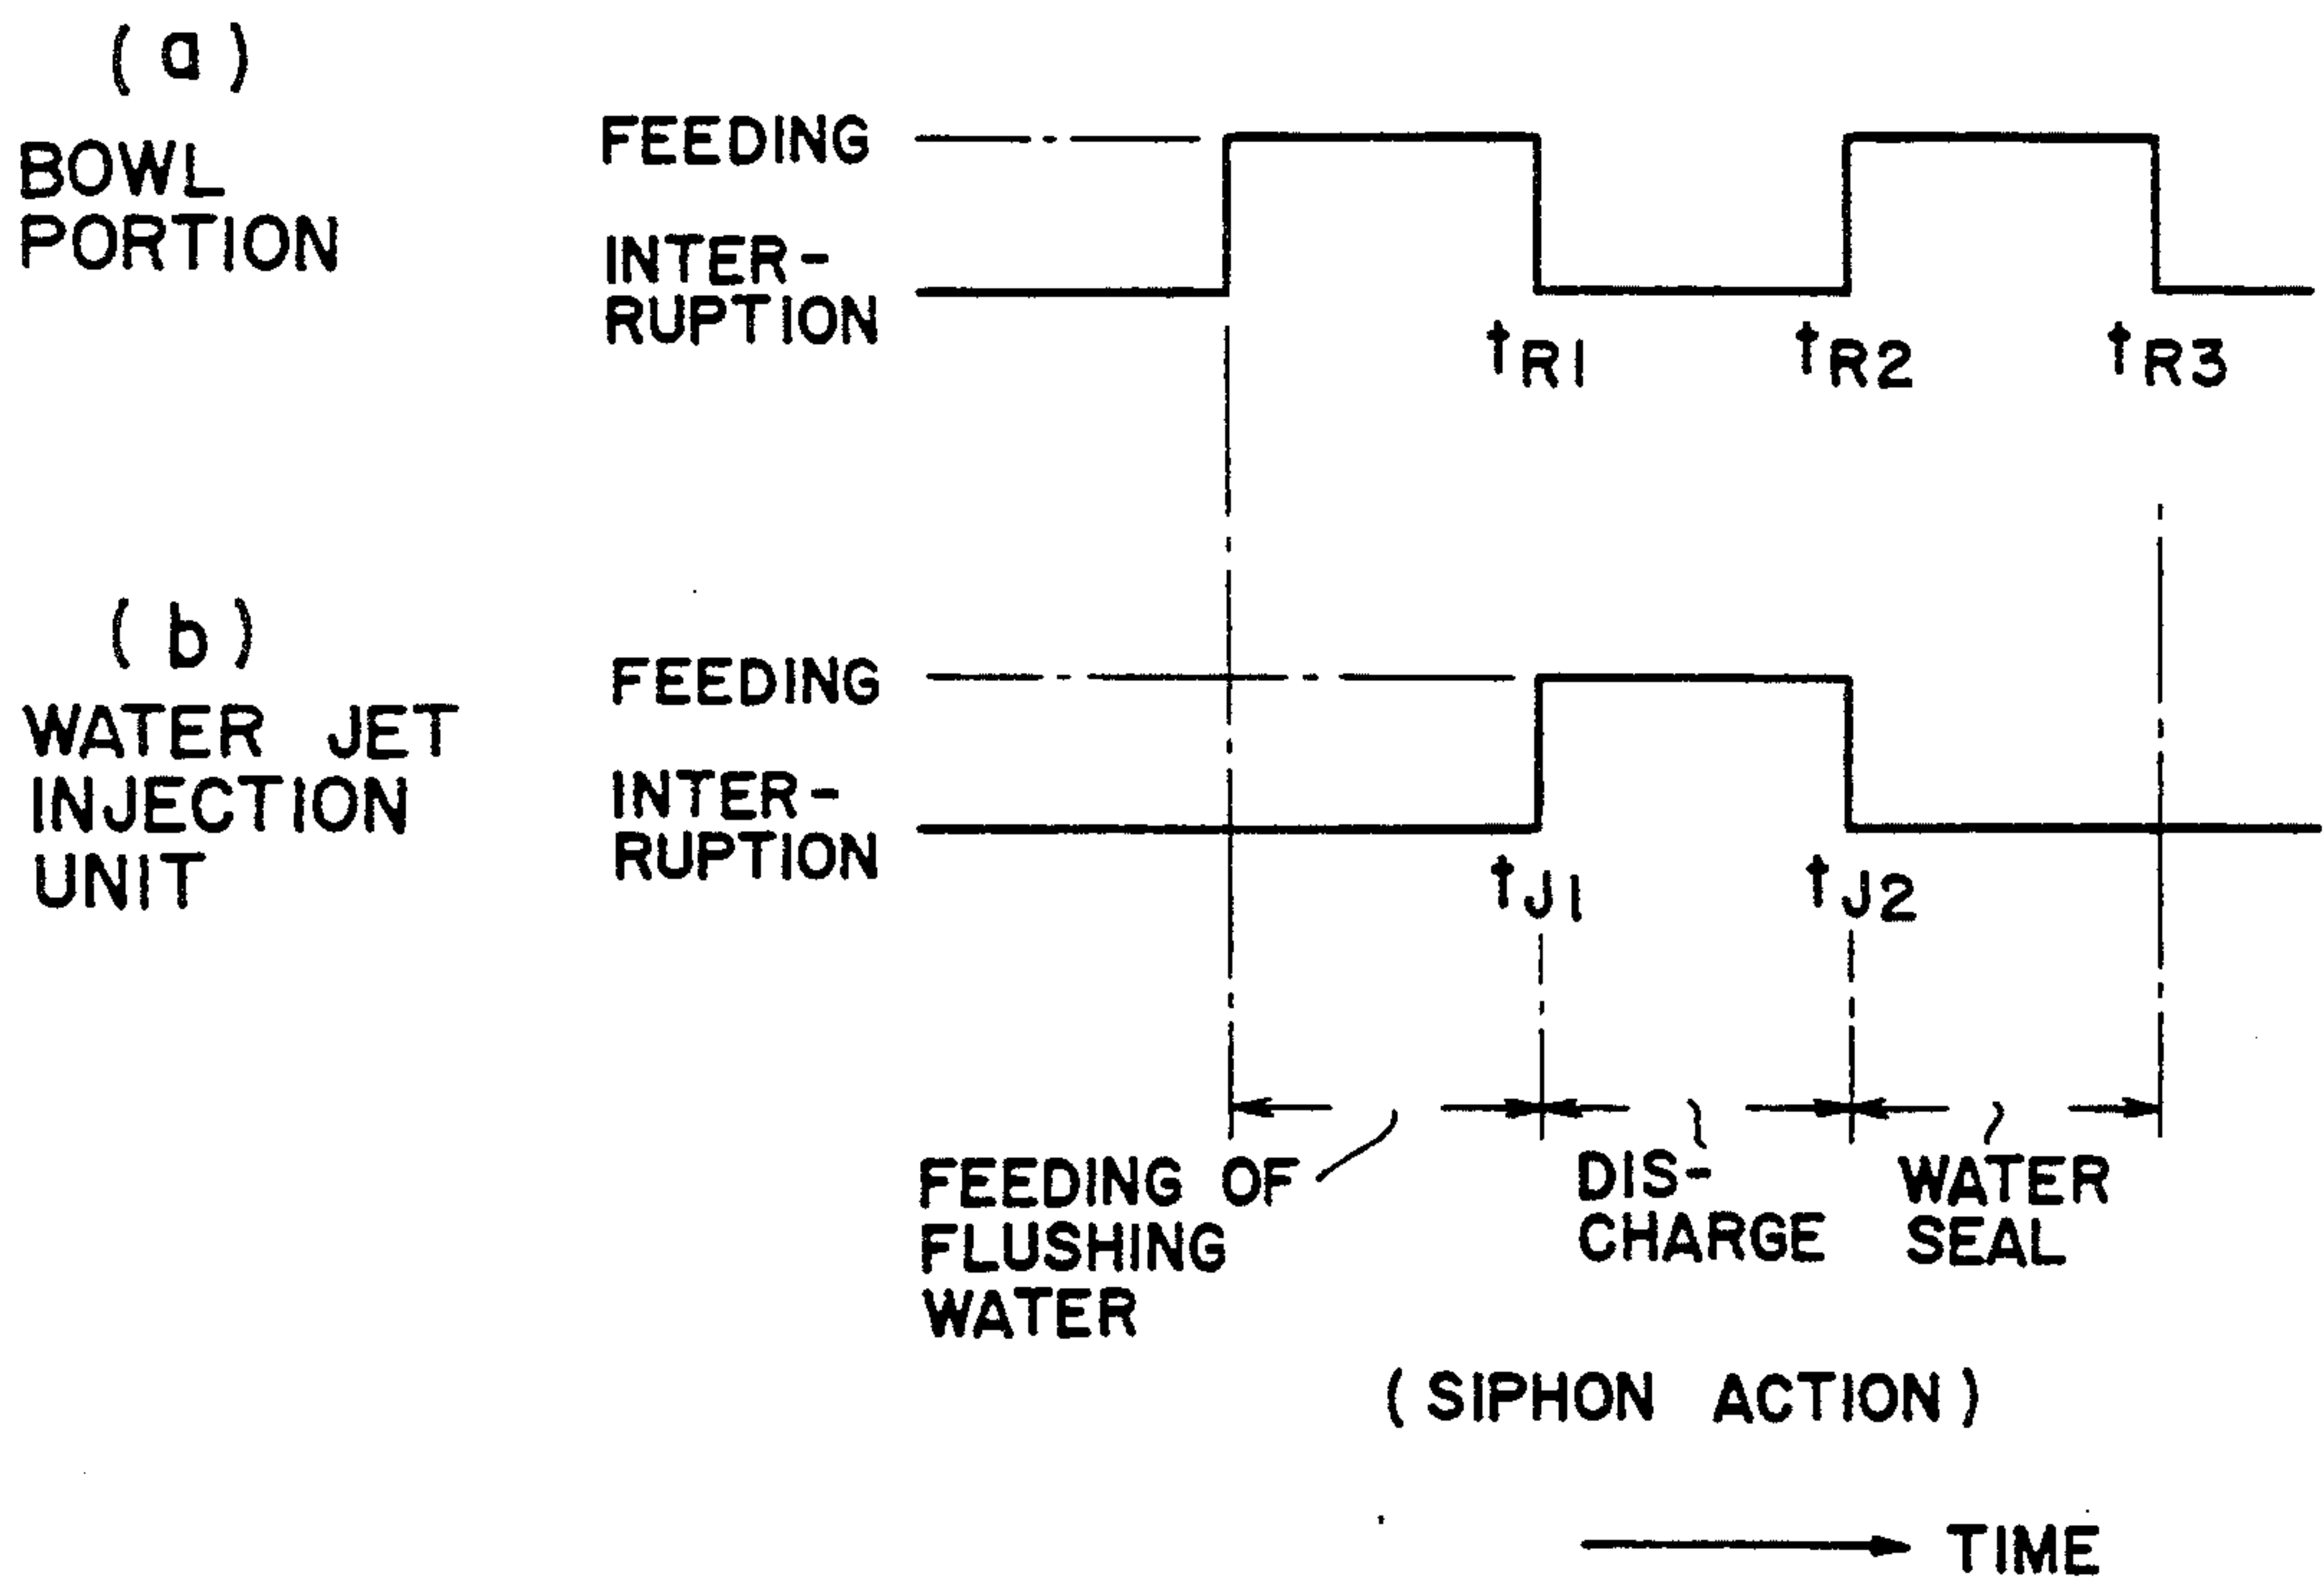 (a)
BOWL
PORTION
FEEDING
INTER-
RUPTION
tR1 tR2 tR3
(b)
WATER JET
INJECTION
UNIT
FEEDING
INTER-
RUPTION
tJ1 tJ2
FEEDING OF
FLUSHING
WATER
DIS-
CHARGE
WATER
SEAL
(SIPHON ACTION)
TIME